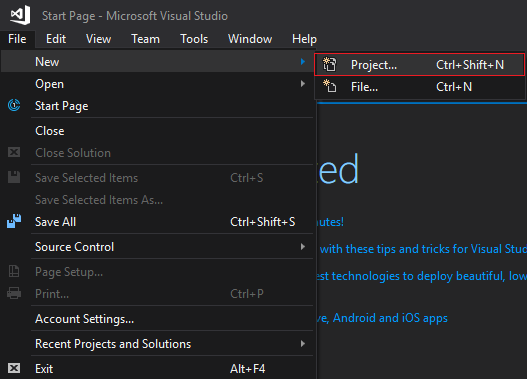 Start Page - Microsoft Visual Studio
File Edit View Team Tools Window Help
New
Project... Ctrl+Shift+N
Open
File... Ctrl+N
Start Page
Close
Close Solution
Save Selected Items Ctrl+S
Save Selected Items As...
Save All Ctrl+Shift+S
Source Control
Page Setup...
Print... Ctrl+P
Account Settings...
Recent Projects and Solutions
Exit Alt+F4
ted
utes!
with these tips and tricks for Visual Stud
est technologies to deploy beautiful, low
e, Android and iOS apps